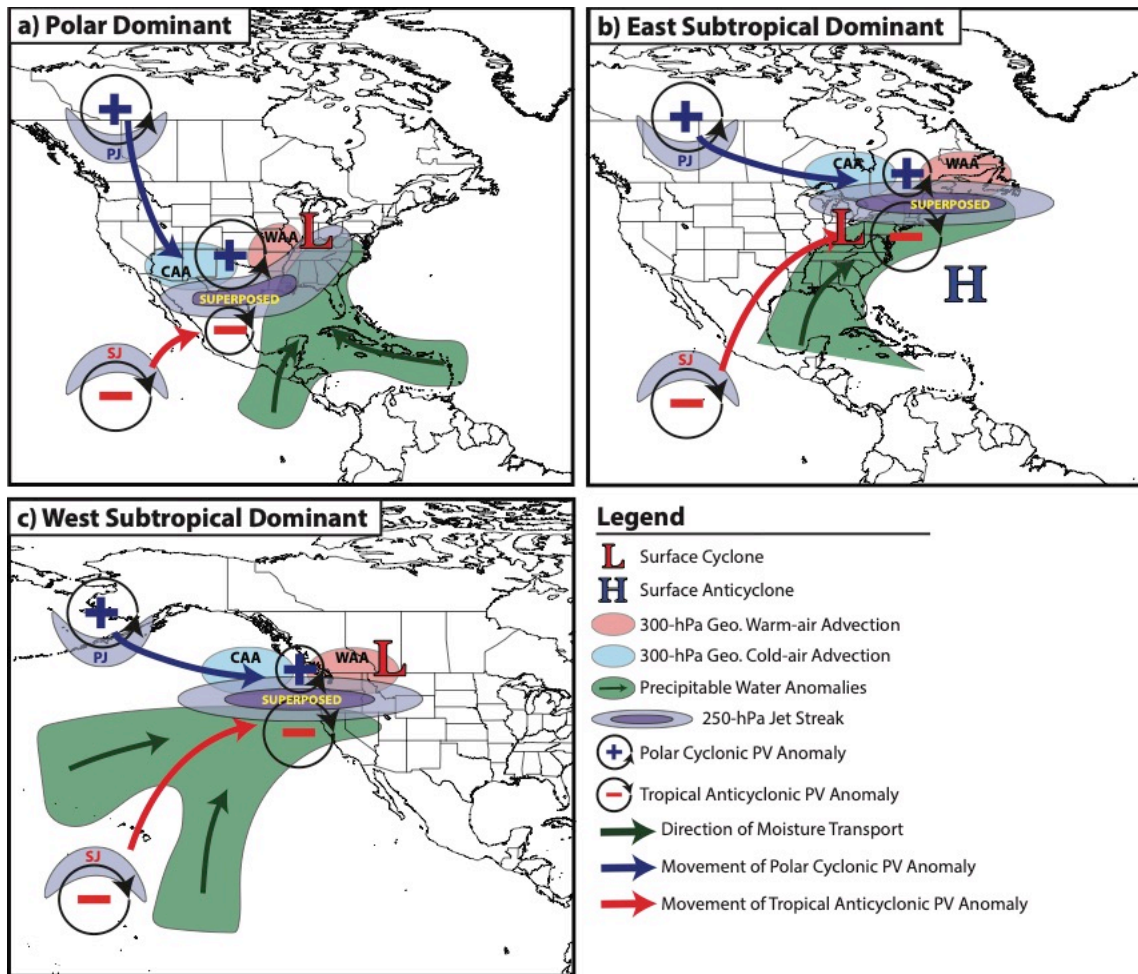 a) Polar Dominant
PJ
WAA
L
CAA
SUPERPOSED
SJ
b) East Subtropical Dominant
PJ
CAA
WAA
SUPERPOSED
L
H
SJ
c) West Subtropical Dominant
PJ
CAA
WAA
L
SUPERPOSED
SJ
Legend
L Surface Cyclone
H Surface Anticyclone
300-hPa Geo. Warm-air Advection
300-hPa Geo. Cold-air Advection
Precipitable Water Anomalies
250-hPa Jet Streak
Polar Cyclonic PV Anomaly
Tropical Anticyclonic PV Anomaly
Direction of Moisture Transport
Movement of Polar Cyclonic PV Anomaly
Movement of Tropical Anticyclonic PV Anomaly